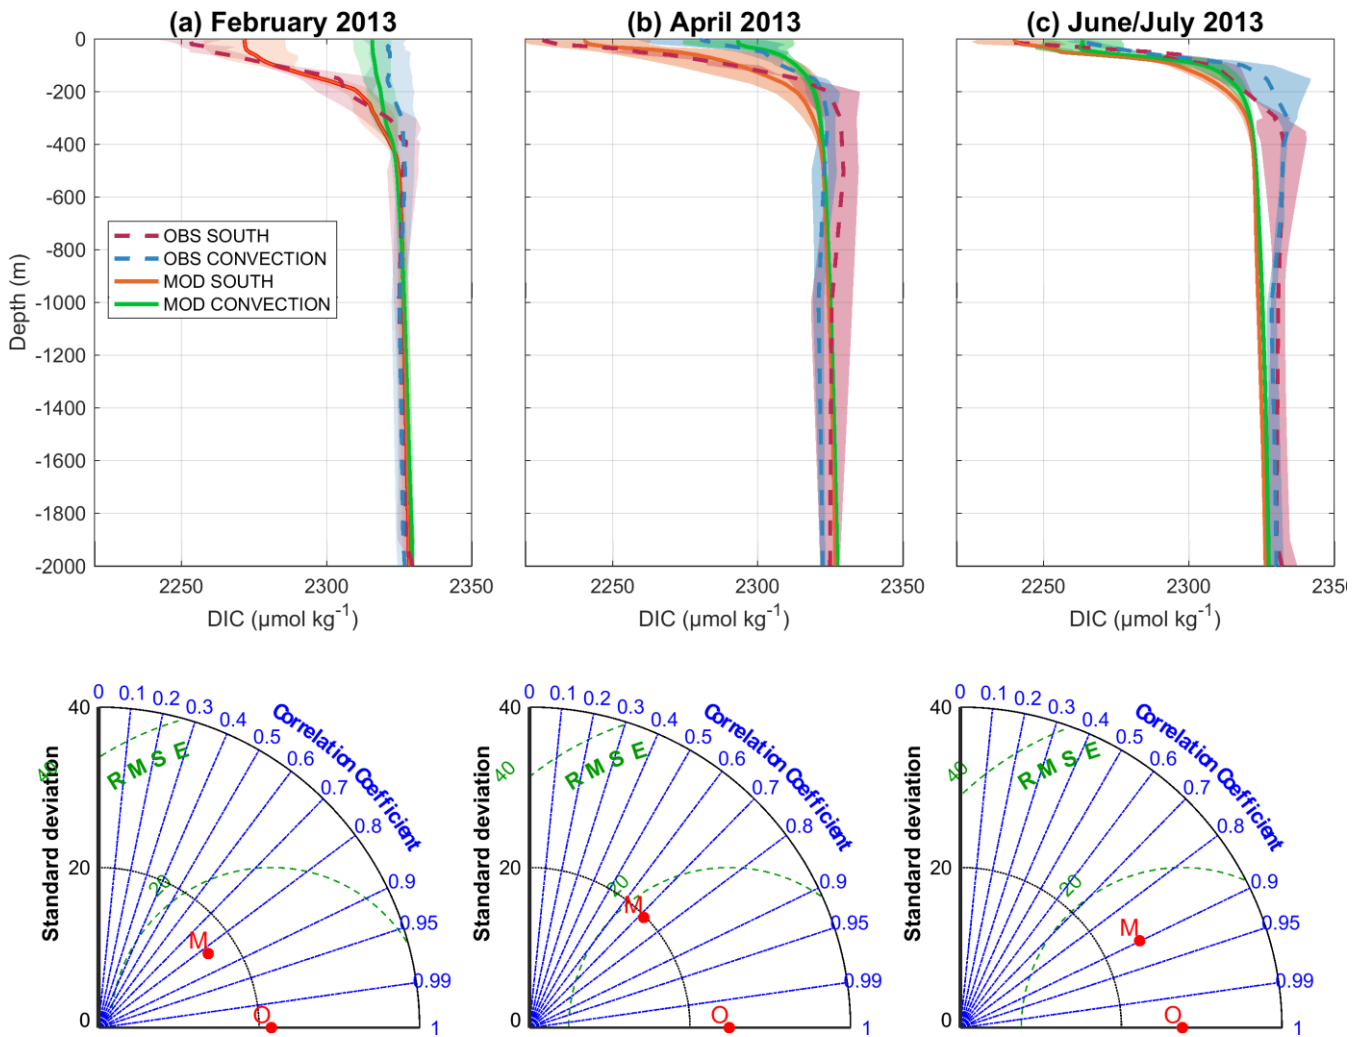 (a) February 2013
(b) April 2013
(c) June/July 2013
Depth (m)
0
-200
-400
-600
-800
-1000
-1200
-1400
-1600
-1800
-2000
OBS SOUTH
OBS CONVECTION
MOD SOUTH
MOD CONVECTION
2250 2300 2350
2250 2300 2350
2250 2300 2350
DIC (µmol kg-1)
DIC (µmol kg-1)
DIC (µmol kg-1)
Standard deviation
40
20
0
0 0.1 0.2 0.3 0.4 0.5 0.6 0.7 0.8 0.9 0.95 0.99 1
Correlation Coefficient
RMSE
40
20
M
O
Standard deviation
40
20
0
0 0.1 0.2 0.3 0.4 0.5 0.6 0.7 0.8 0.9 0.95 0.99 1
Correlation Coefficient
RMSE
40
20
M
O
Standard deviation
40
20
0
0 0.1 0.2 0.3 0.4 0.5 0.6 0.7 0.8 0.9 0.95 0.99 1
Correlation Coefficient
RMSE
40
20
M
O